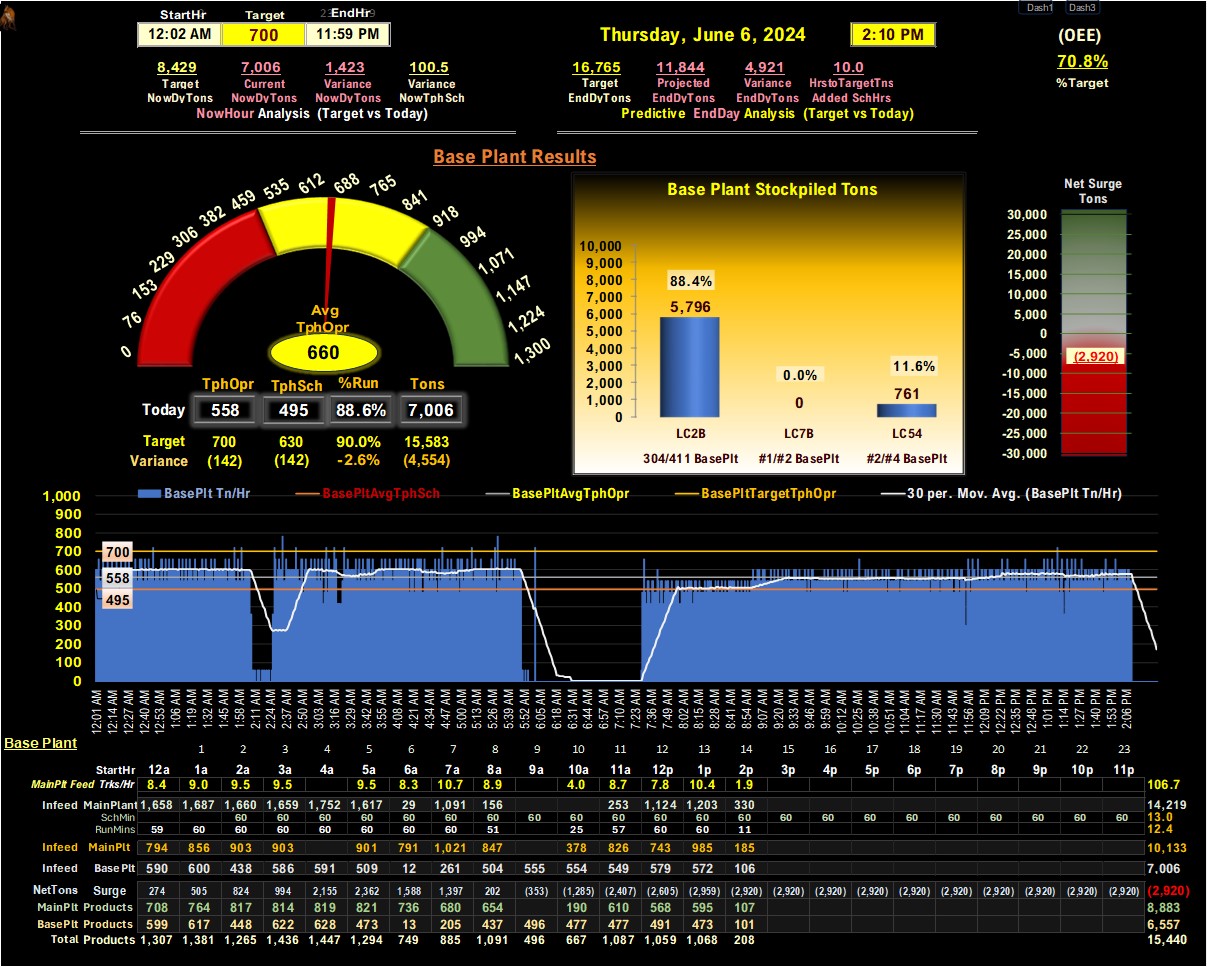 StartHr Target EndHr Dash1 Dash3
12:02 AM 700 11:59 PM Thursday, June 6, 2024 2:10 PM (OEE)
8,429 7,006 1,423 100.5 16,765 11,844 4,921 10.0 70.8%
Target Current Variance Variance Target Projected Variance HrstoTargetTns %Target
NowDyTons NowDyTons NowDyTons NowTphSch EndDyTons EndDyTons EndDyTons Added SchHrs
NowHour Analysis (Target vs Today) Predictive EndDay Analysis (Target vs Today)
Base Plant Results
0 76 153 229 306 382 459 535 612 688 765 841 918 994 1,071 1,147 1,224 1,300
Avg
TphOpr
660
TphOpr TphSch %Run Tons
Today 558 495 88.6% 7,006
Target 700 630 90.0% 15,583
Variance (142) (142) -2.6% (4,554)
Base Plant Stockpiled Tons
10,000
9,000
8,000
7,000
6,000
5,000
4,000
3,000
2,000
1,000
0
88.4% 0.0% 11.6%
5,796 0 761
LC2B LC7B LC54
304/411 BasePlt #1/#2 BasePlt #2/#4 BasePlt
Net Surge
Tons
30,000
25,000
20,000
15,000
10,000
5,000
0
-5,000
-10,000
-15,000
-20,000
-25,000
-30,000
(2,920)
BasePlt Tn/Hr BasePltAvgTphSch BasePltAvgTphOpr BasePltTargetTphOpr 30 per. Mov. Avg. (BasePlt Tn/Hr)
1,000
900
800
700
600
500
400
300
200
100
0
700
558
495
12:01 AM 12:14 AM 12:27 AM 12:40 AM 12:53 AM 1:06 AM 1:19 AM 1:32 AM 1:45 AM 1:58 AM 2:11 AM 2:24 AM 2:37 AM 2:50 AM 3:03 AM 3:16 AM 3:29 AM 3:42 AM 3:55 AM 4:08 AM 4:21 AM 4:34 AM 4:47 AM 5:00 AM 5:13 AM 5:26 AM 5:39 AM 5:52 AM 6:05 AM 6:18 AM 6:31 AM 6:44 AM 6:57 AM 7:10 AM 7:23 AM 7:36 AM 7:49 AM 8:02 AM 8:15 AM 8:28 AM 8:41 AM 8:54 AM 9:07 AM 9:20 AM 9:33 AM 9:46 AM 9:59 AM 10:12 AM 10:25 AM 10:38 AM 10:51 AM 11:04 AM 11:17 AM 11:30 AM 11:43 AM 11:56 AM 12:09 PM 12:22 PM 12:35 PM 12:48 PM 1:01 PM 1:14 PM 1:27 PM 1:40 PM 1:53 PM 2:06 PM
Base Plant 1 2 3 4 5 6 7 8 9 10 11 12 13 14 15 16 17 18 19 20 21 22 23
StartHr 12a 1a 2a 3a 4a 5a 6a 7a 8a 9a 10a 11a 12p 1p 2p 3p 4p 5p 6p 7p 8p 9p 10p 11p
MainPlt Feed Trks/Hr 8.4 9.0 9.5 9.5 9.5 8.3 10.7 8.9 4.0 8.7 7.8 10.4 1.9 106.7
Infeed MainPlant 1,658 1,687 1,660 1,659 1,752 1,617 29 1,091 156 253 1,124 1,203 330 14,219
SchMin 60 60 60 60 60 60 60 60 60 60 60 60 60 60 60 60 60 60 60 60 60 60 13.0
RunMins 59 60 60 60 60 60 60 60 51 25 57 60 60 11 12.4
Infeed MainPlt 794 856 903 903 901 791 1,021 847 378 826 743 985 185 10,133
Infeed BasePlt 590 600 438 586 591 509 12 261 504 555 554 549 579 572 106 7,006
NetTons Surge 274 505 824 994 2,155 2,362 1,588 1,397 202 (353) (1,285) (2,407) (2,605) (2,959) (2,920) (2,920) (2,920) (2,920) (2,920) (2,920) (2,920) (2,920) (2,920) (2,920) (2,920)
MainPlt Products 708 764 817 814 819 821 736 680 654 190 610 568 595 107 8,883
BasePlt Products 599 617 448 622 628 473 13 205 437 496 477 477 491 473 101 6,557
Total Products 1,307 1,381 1,265 1,436 1,447 1,294 749 885 1,091 496 667 1,087 1,059 1,068 208 15,440